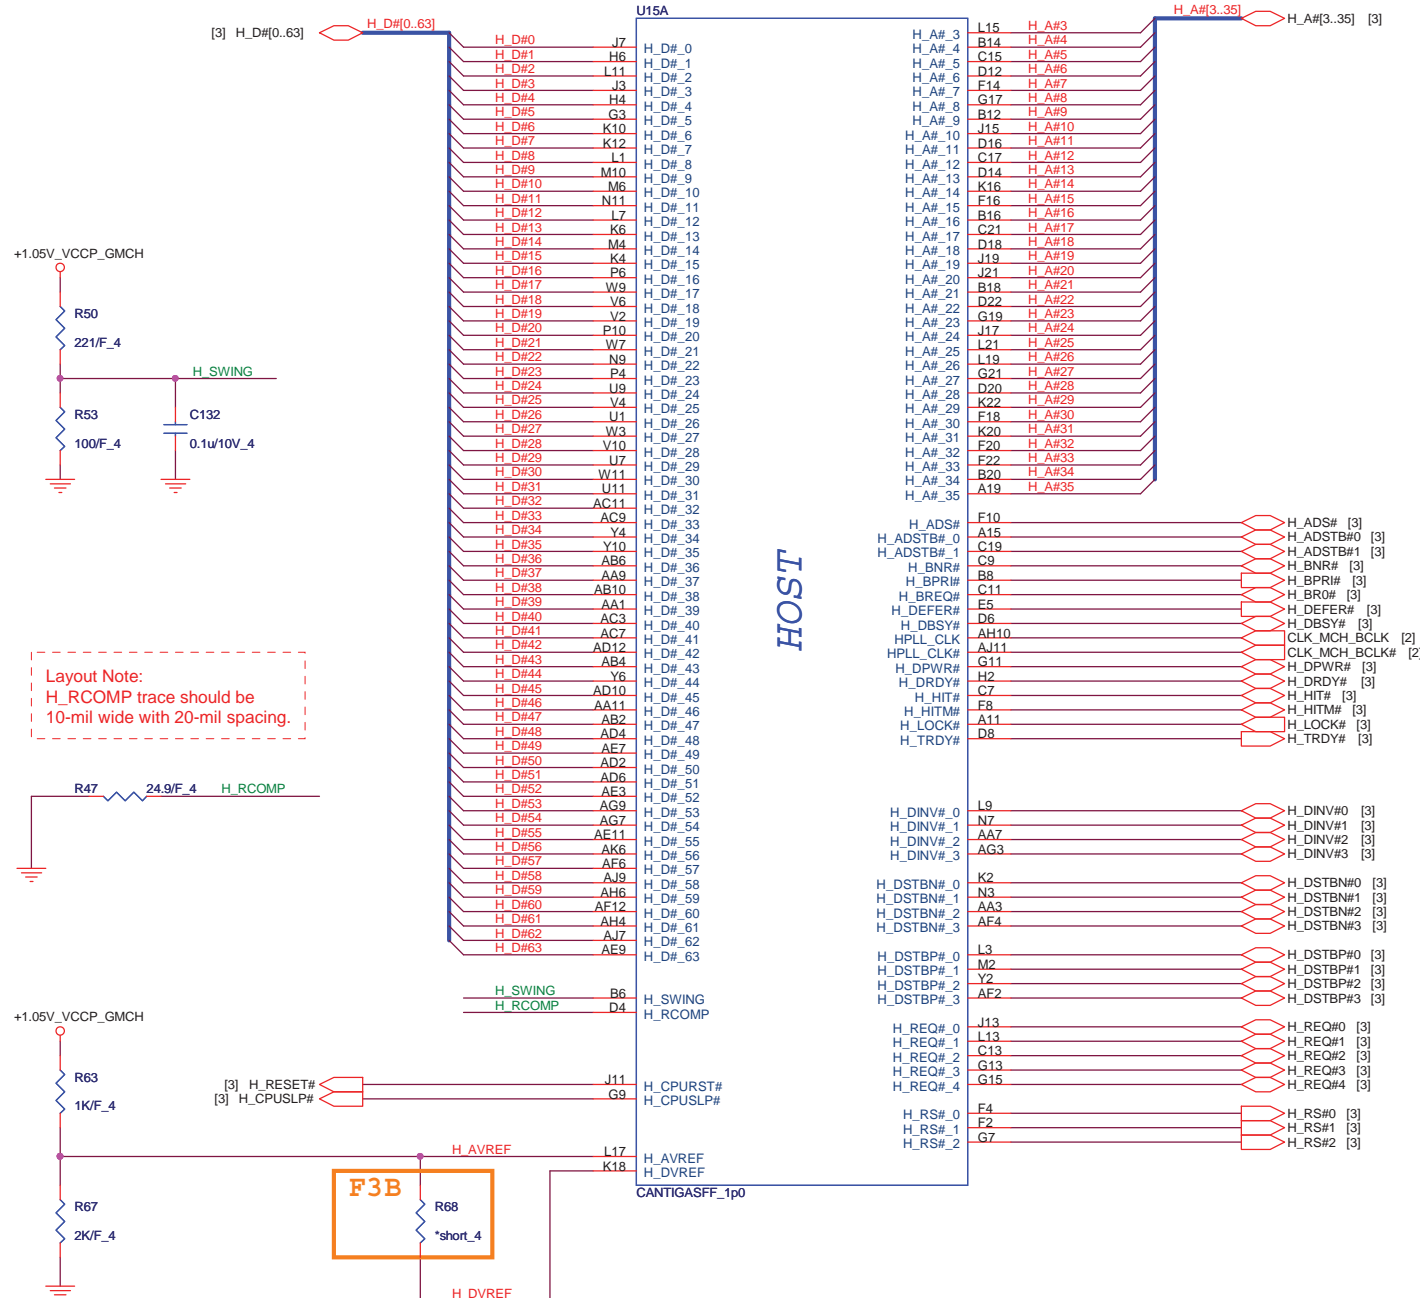 U15A
[3] H_D#[0..63] H_D#[0..63]
H_A#[3..35] H_A#[3..35] [3]
H_D#0 J7 H_D#_0
H_D#1 H6 H_D#_1
H_D#2 L11 H_D#_2
H_D#3 J3 H_D#_3
H_D#4 H4 H_D#_4
H_D#5 G3 H_D#_5
H_D#6 K10 H_D#_6
H_D#7 K12 H_D#_7
H_D#8 L1 H_D#_8
H_D#9 M10 H_D#_9
H_D#10 M6 H_D#_10
H_D#11 N11 H_D#_11
H_D#12 L7 H_D#_12
H_D#13 K6 H_D#_13
H_D#14 M4 H_D#_14
H_D#15 K4 H_D#_15
H_D#16 P6 H_D#_16
H_D#17 W9 H_D#_17
H_D#18 V6 H_D#_18
H_D#19 V2 H_D#_19
H_D#20 P10 H_D#_20
H_D#21 W7 H_D#_21
H_D#22 N9 H_D#_22
H_D#23 P4 H_D#_23
H_D#24 U9 H_D#_24
H_D#25 V4 H_D#_25
H_D#26 U1 H_D#_26
H_D#27 W3 H_D#_27
H_D#28 V10 H_D#_28
H_D#29 U7 H_D#_29
H_D#30 W11 H_D#_30
H_D#31 U11 H_D#_31
H_D#32 AC11 H_D#_32
H_D#33 AC9 H_D#_33
H_D#34 Y4 H_D#_34
H_D#35 Y10 H_D#_35
H_D#36 AB6 H_D#_36
H_D#37 AA9 H_D#_37
H_D#38 AB10 H_D#_38
H_D#39 AA1 H_D#_39
H_D#40 AC3 H_D#_40
H_D#41 AC7 H_D#_41
H_D#42 AD12 H_D#_42
H_D#43 AB4 H_D#_43
H_D#44 Y6 H_D#_44
H_D#45 AD10 H_D#_45
H_D#46 AA11 H_D#_46
H_D#47 AB2 H_D#_47
H_D#48 AD4 H_D#_48
H_D#49 AE7 H_D#_49
H_D#50 AD2 H_D#_50
H_D#51 AD6 H_D#_51
H_D#52 AE3 H_D#_52
H_D#53 AG9 H_D#_53
H_D#54 AG7 H_D#_54
H_D#55 AE11 H_D#_55
H_D#56 AK6 H_D#_56
H_D#57 AF6 H_D#_57
H_D#58 AJ9 H_D#_58
H_D#59 AH6 H_D#_59
H_D#60 AF12 H_D#_60
H_D#61 AH4 H_D#_61
H_D#62 AJ7 H_D#_62
H_D#63 AE9 H_D#_63
H_SWING B6 H_SWING
H_RCOMP D4 H_RCOMP
[3] H_RESET# J11 H_CPURST#
[3] H_CPUSLP# G9 H_CPUSLP#
H_AVREF L17 H_AVREF
K18 H_DVREF
HOST
H_A#_3 L15 H_A#3
H_A#_4 B14 H_A#4
H_A#_5 C15 H_A#5
H_A#_6 D12 H_A#6
H_A#_7 F14 H_A#7
H_A#_8 G17 H_A#8
H_A#_9 B12 H_A#9
H_A#_10 J15 H_A#10
H_A#_11 D16 H_A#11
H_A#_12 C17 H_A#12
H_A#_13 D14 H_A#13
H_A#_14 K16 H_A#14
H_A#_15 F16 H_A#15
H_A#_16 B16 H_A#16
H_A#_17 C21 H_A#17
H_A#_18 D18 H_A#18
H_A#_19 J19 H_A#19
H_A#_20 J21 H_A#20
H_A#_21 B18 H_A#21
H_A#_22 D22 H_A#22
H_A#_23 G19 H_A#23
H_A#_24 J17 H_A#24
H_A#_25 L21 H_A#25
H_A#_26 L19 H_A#26
H_A#_27 G21 H_A#27
H_A#_28 D20 H_A#28
H_A#_29 K22 H_A#29
H_A#_30 F18 H_A#30
H_A#_31 K20 H_A#31
H_A#_32 F20 H_A#32
H_A#_33 F22 H_A#33
H_A#_34 B20 H_A#34
H_A#_35 A19 H_A#35
H_ADS# F10 H_ADS# [3]
H_ADSTB#_0 A15 H_ADSTB#0 [3]
H_ADSTB#_1 C19 H_ADSTB#1 [3]
H_BNR# C9 H_BNR# [3]
H_BPRI# B8 H_BPRI# [3]
H_BREQ# C11 H_BR0# [3]
H_DEFER# E5 H_DEFER# [3]
H_DBSY# D6 H_DBSY# [3]
HPLL_CLK AH10 CLK_MCH_BCLK [2]
HPLL_CLK# AJ11 CLK_MCH_BCLK# [2]
H_DPWR# G11 H_DPWR# [3]
H_DRDY# H2 H_DRDY# [3]
H_HIT# C7 H_HIT# [3]
H_HITM# F8 H_HITM# [3]
H_LOCK# A11 H_LOCK# [3]
H_TRDY# D8 H_TRDY# [3]
H_DINV#_0 L9 H_DINV#0 [3]
H_DINV#_1 N7 H_DINV#1 [3]
H_DINV#_2 AA7 H_DINV#2 [3]
H_DINV#_3 AG3 H_DINV#3 [3]
H_DSTBN#_0 K2 H_DSTBN#0 [3]
H_DSTBN#_1 N3 H_DSTBN#1 [3]
H_DSTBN#_2 AA3 H_DSTBN#2 [3]
H_DSTBN#_3 AF4 H_DSTBN#3 [3]
H_DSTBP#_0 L3 H_DSTBP#0 [3]
H_DSTBP#_1 M2 H_DSTBP#1 [3]
H_DSTBP#_2 Y2 H_DSTBP#2 [3]
H_DSTBP#_3 AF2 H_DSTBP#3 [3]
H_REQ#_0 J13 H_REQ#0 [3]
H_REQ#_1 L13 H_REQ#1 [3]
H_REQ#_2 C13 H_REQ#2 [3]
H_REQ#_3 G13 H_REQ#3 [3]
H_REQ#_4 G15 H_REQ#4 [3]
H_RS#_0 F4 H_RS#0 [3]
H_RS#_1 F2 H_RS#1 [3]
H_RS#_2 G7 H_RS#2 [3]
CANTIGASFF_1p0
+1.05V_VCCP_GMCH
R50
221/F_4
H_SWING
R53
100/F_4
C132
0.1u/10V_4
Layout Note:
H_RCOMP trace should be
10-mil wide with 20-mil spacing.
R47 24.9/F_4 H_RCOMP
+1.05V_VCCP_GMCH
R63
1K/F_4
R67
2K/F_4
F3B
R68
*short_4
H_DVREF